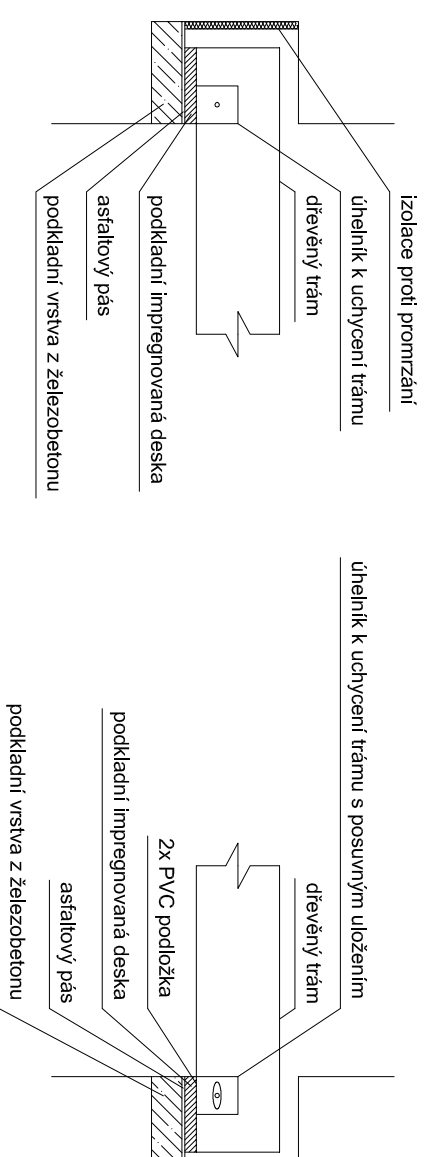 izolace proti promrzání
úhelník k uchycení trámu
dřevěný trám
podkladní impregnovaná deska
asfaltový pás
podkladní vrstva z železobetonu
úhelník k uchycení trámu s posuvným uložením
dřevěný trám
2x PVC podložka
podkladní impregnovaná deska
asfaltový pás
podkladní vrstva z železobetonu